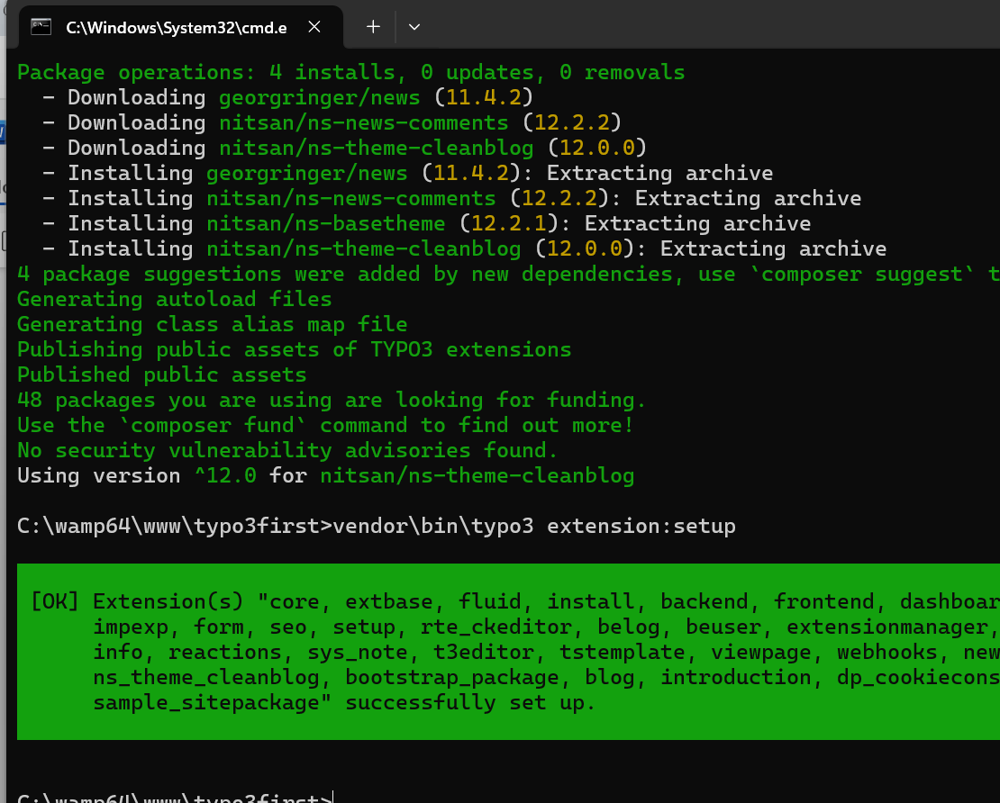 C:\Windows\System32\cmd.e
Package operations: 4 installs, 0 updates, 0 removals
- Downloading georgringer/news (11.4.2)
- Downloading nitsan/ns-news-comments (12.2.2)
- Downloading nitsan/ns-theme-cleanblog (12.0.0)
- Installing georgringer/news (11.4.2): Extracting archive
- Installing nitsan/ns-news-comments (12.2.2): Extracting archive
- Installing nitsan/ns-basetheme (12.2.1): Extracting archive
- Installing nitsan/ns-theme-cleanblog (12.0.0): Extracting archive
4 package suggestions were added by new dependencies, use `composer suggest` t
Generating autoload files
Generating class alias map file
Publishing public assets of TYPO3 extensions
Published public assets
48 packages you are using are looking for funding.
Use the `composer fund` command to find out more!
No security vulnerability advisories found.
Using version ^12.0 for nitsan/ns-theme-cleanblog
C:\wamp64\www\typo3first>vendor\bin\typo3 extension:setup
[OK] Extension(s) "core, extbase, fluid, install, backend, frontend, dashboar
impexp, form, seo, setup, rte_ckeditor, belog, beuser, extensionmanager,
info, reactions, sys_note, t3editor, tstemplate, viewpage, webhooks, new
ns_theme_cleanblog, bootstrap_package, blog, introduction, dp_cookiecons
sample_sitepackage" successfully set up.
C:\wamp64\www\typo3first>